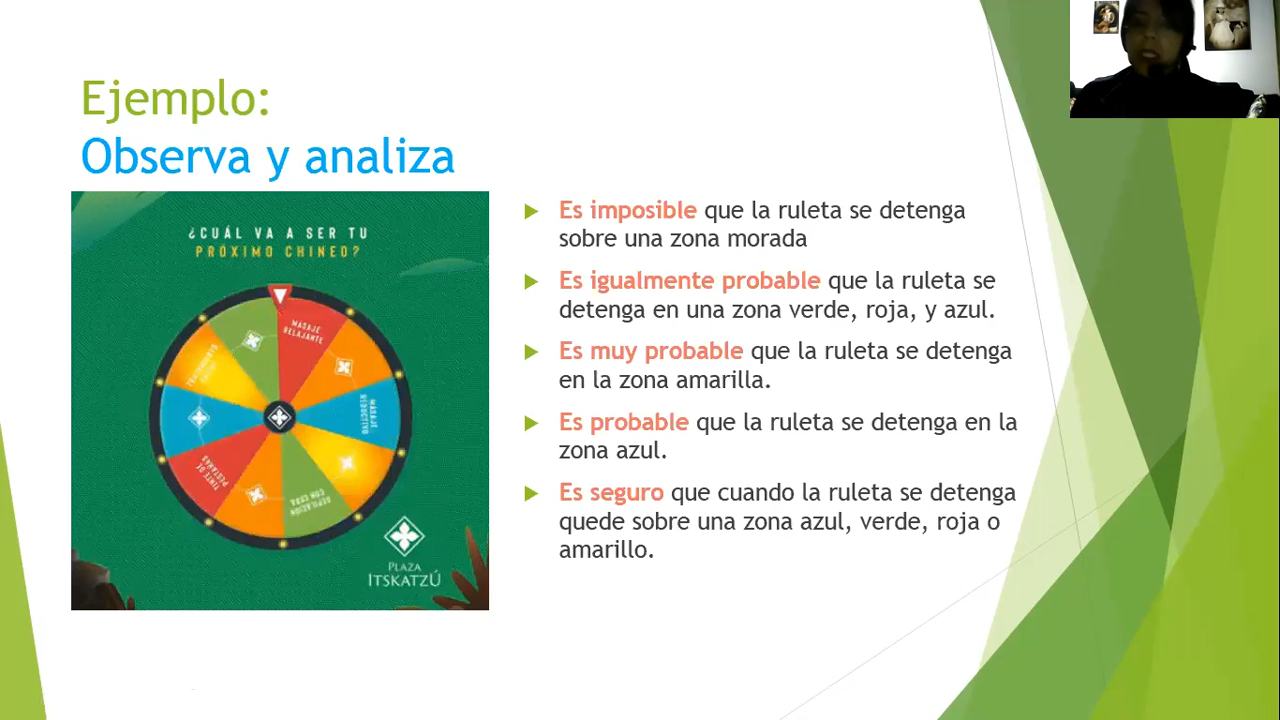 Ejemplo:
Observa y analiza
¿CUÁL VA A SER TU
PRÓXIMO CHINEO?
MASAJE
RELAJANTE
MASAJE
REDUCTIVO
DEPILACIÓN
CON CERA
TINTE DE
PESTAÑAS
PLAZA
ITSKATZÚ
Es imposible que la ruleta se detenga
sobre una zona morada
Es igualmente probable que la ruleta se
detenga en una zona verde, roja, y azul.
Es muy probable que la ruleta se detenga
en la zona amarilla.
Es probable que la ruleta se detenga en la
zona azul.
Es seguro que cuando la ruleta se detenga
quede sobre una zona azul, verde, roja o
amarillo.